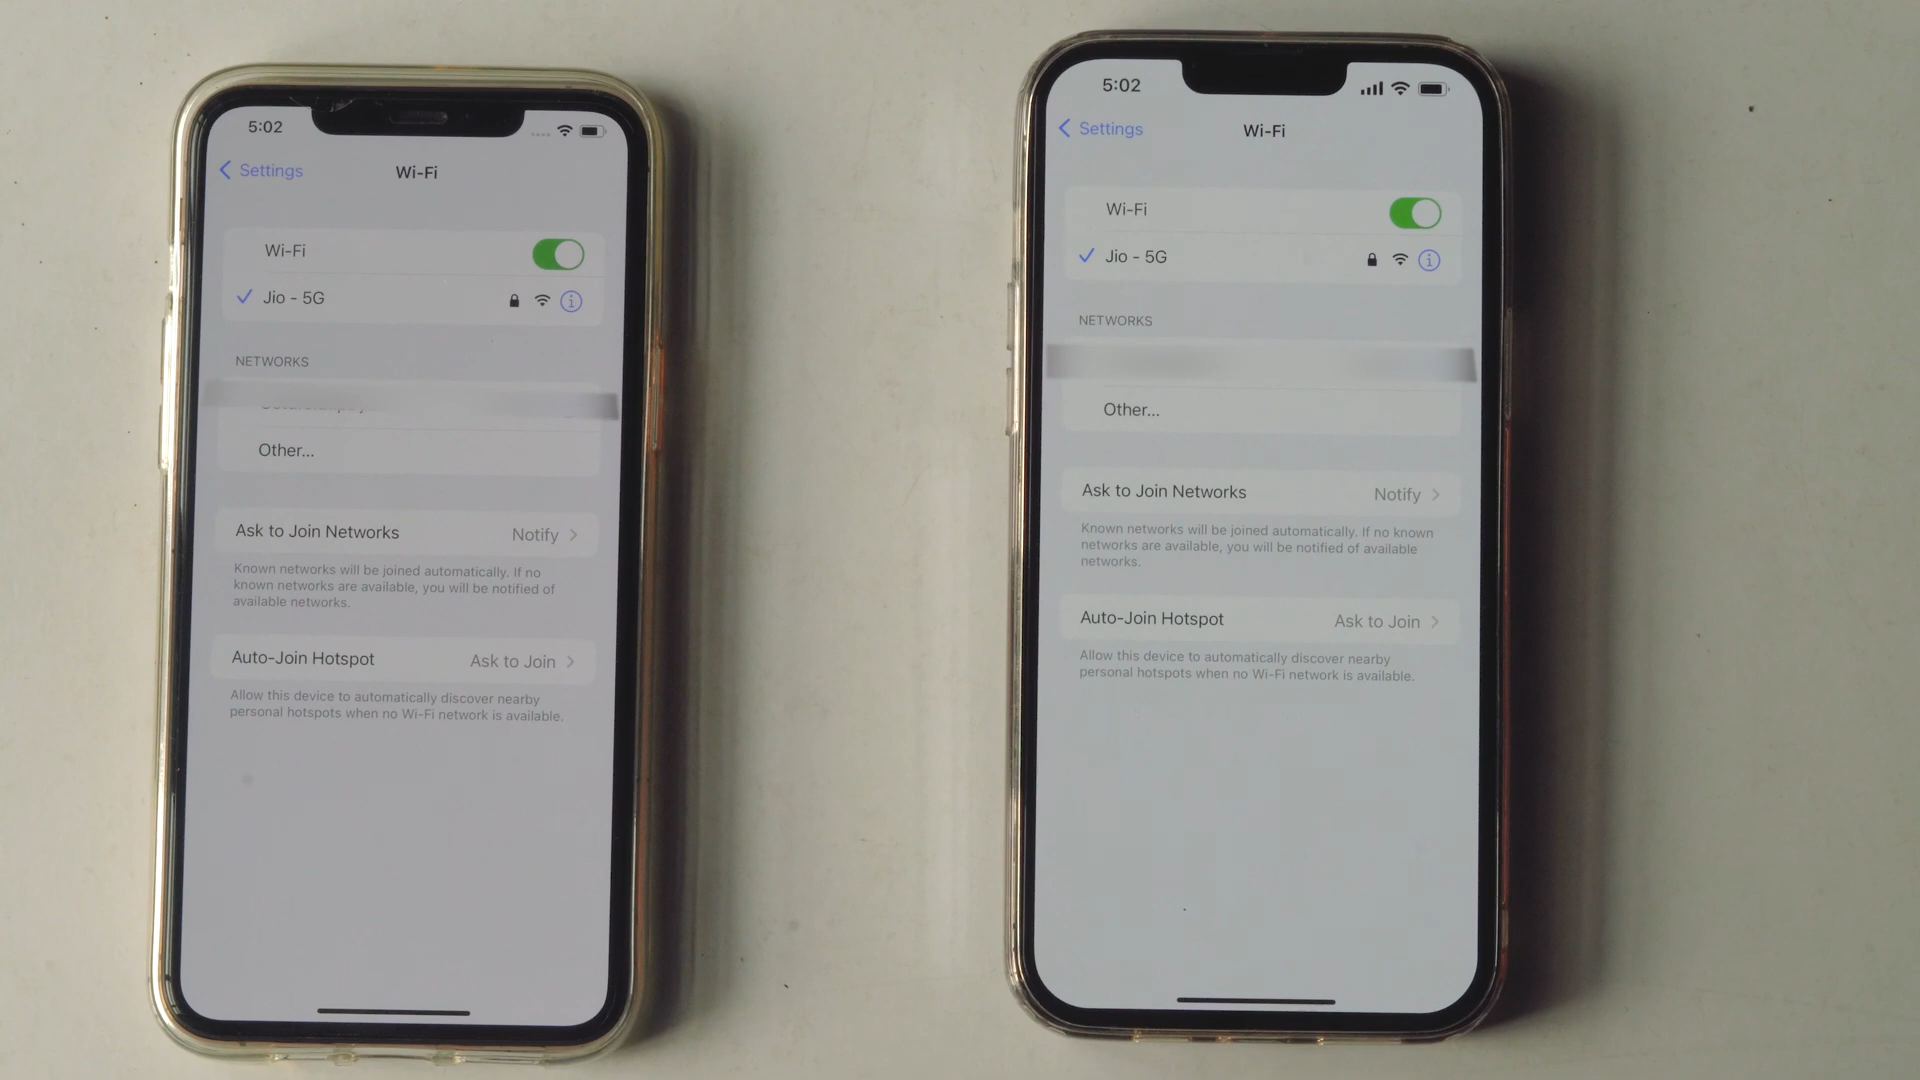 5:02
Settings
Wi-Fi
Wi-Fi
Jio - 5G
NETWORKS
Other...
Ask to Join Networks Notify
Known networks will be joined automatically. If no
known networks are available, you will be notified of
available networks.
Auto-Join Hotspot Ask to Join
Allow this device to automatically discover nearby
personal hotspots when no Wi-Fi network is available.
5:02
Settings
Wi-Fi
Wi-Fi
Jio - 5G
NETWORKS
Other...
Ask to Join Networks Notify
Known networks will be joined automatically. If no known
networks are available, you will be notified of available
networks.
Auto-Join Hotspot Ask to Join
Allow this device to automatically discover nearby
personal hotspots when no Wi-Fi network is available.